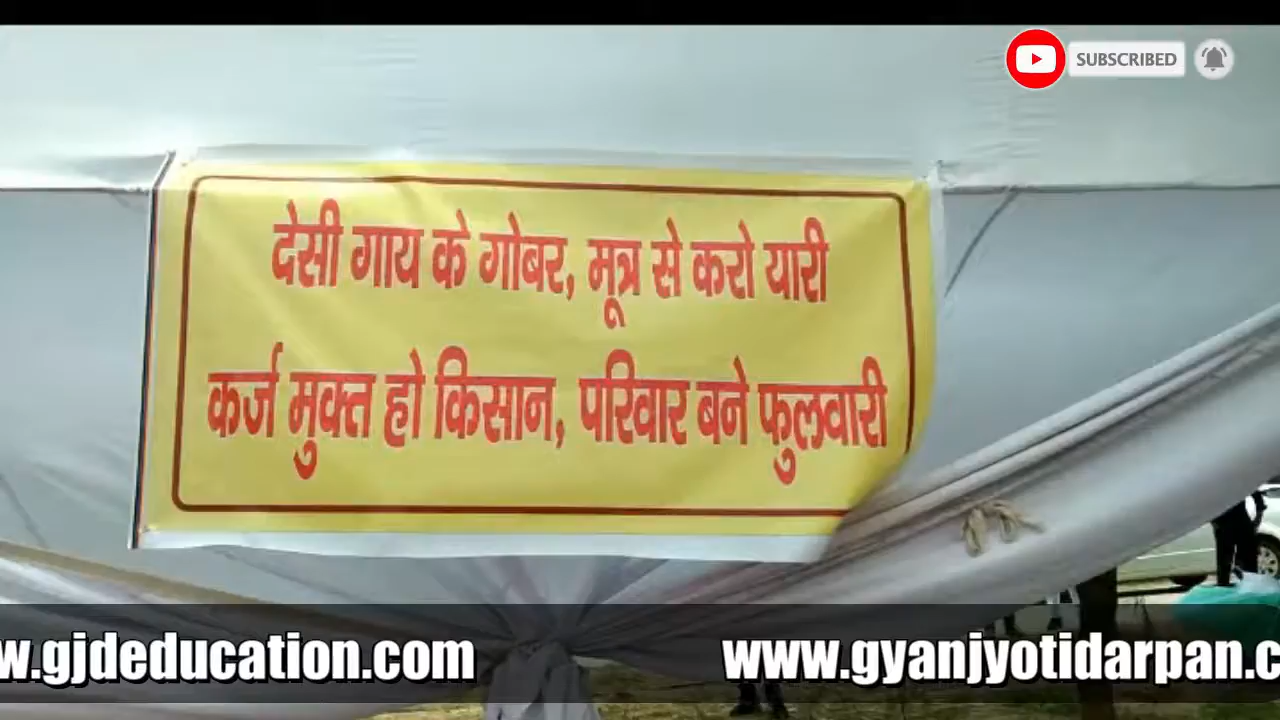 SUBSCRIBED
देसी गाय के गोबर, मूत्र से करो यारी
कर्ज मुक्त हो किसान, परिवार बने फुलवारी
w.gjdeducation.com
www.gyanjyotidarpan.c